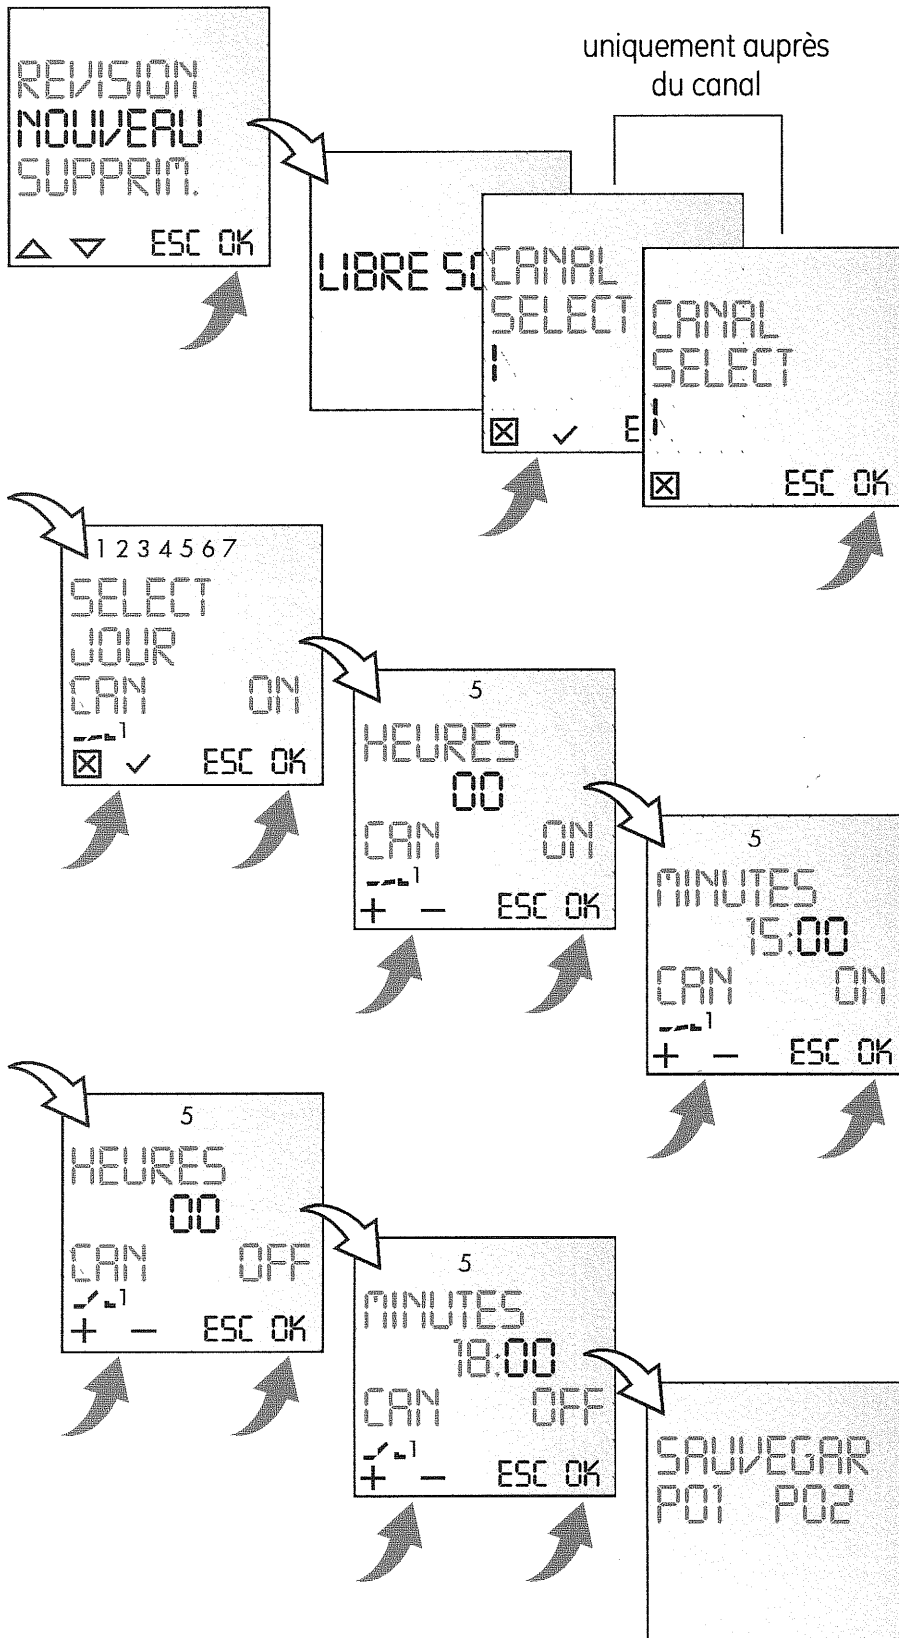 REVISION
NOUVEAU
SUPPRIM.
ESC OK
uniquement auprès
du canal
LIBRE
CANAL
SELECT
1
CANAL
SELECT
1
ESC OK
1 2 3 4 5 6 7
SELECT
JOUR
CAN ON
1
ESC OK
5
HEURES
00
CAN ON
1
+ − ESC OK
5
MINUTES
15:00
CAN ON
1
+ − ESC OK
5
HEURES
00
CAN OFF
1
+ − ESC OK
5
MINUTES
18:00
CAN OFF
1
+ − ESC OK
SAUVEGAR
P01 P02